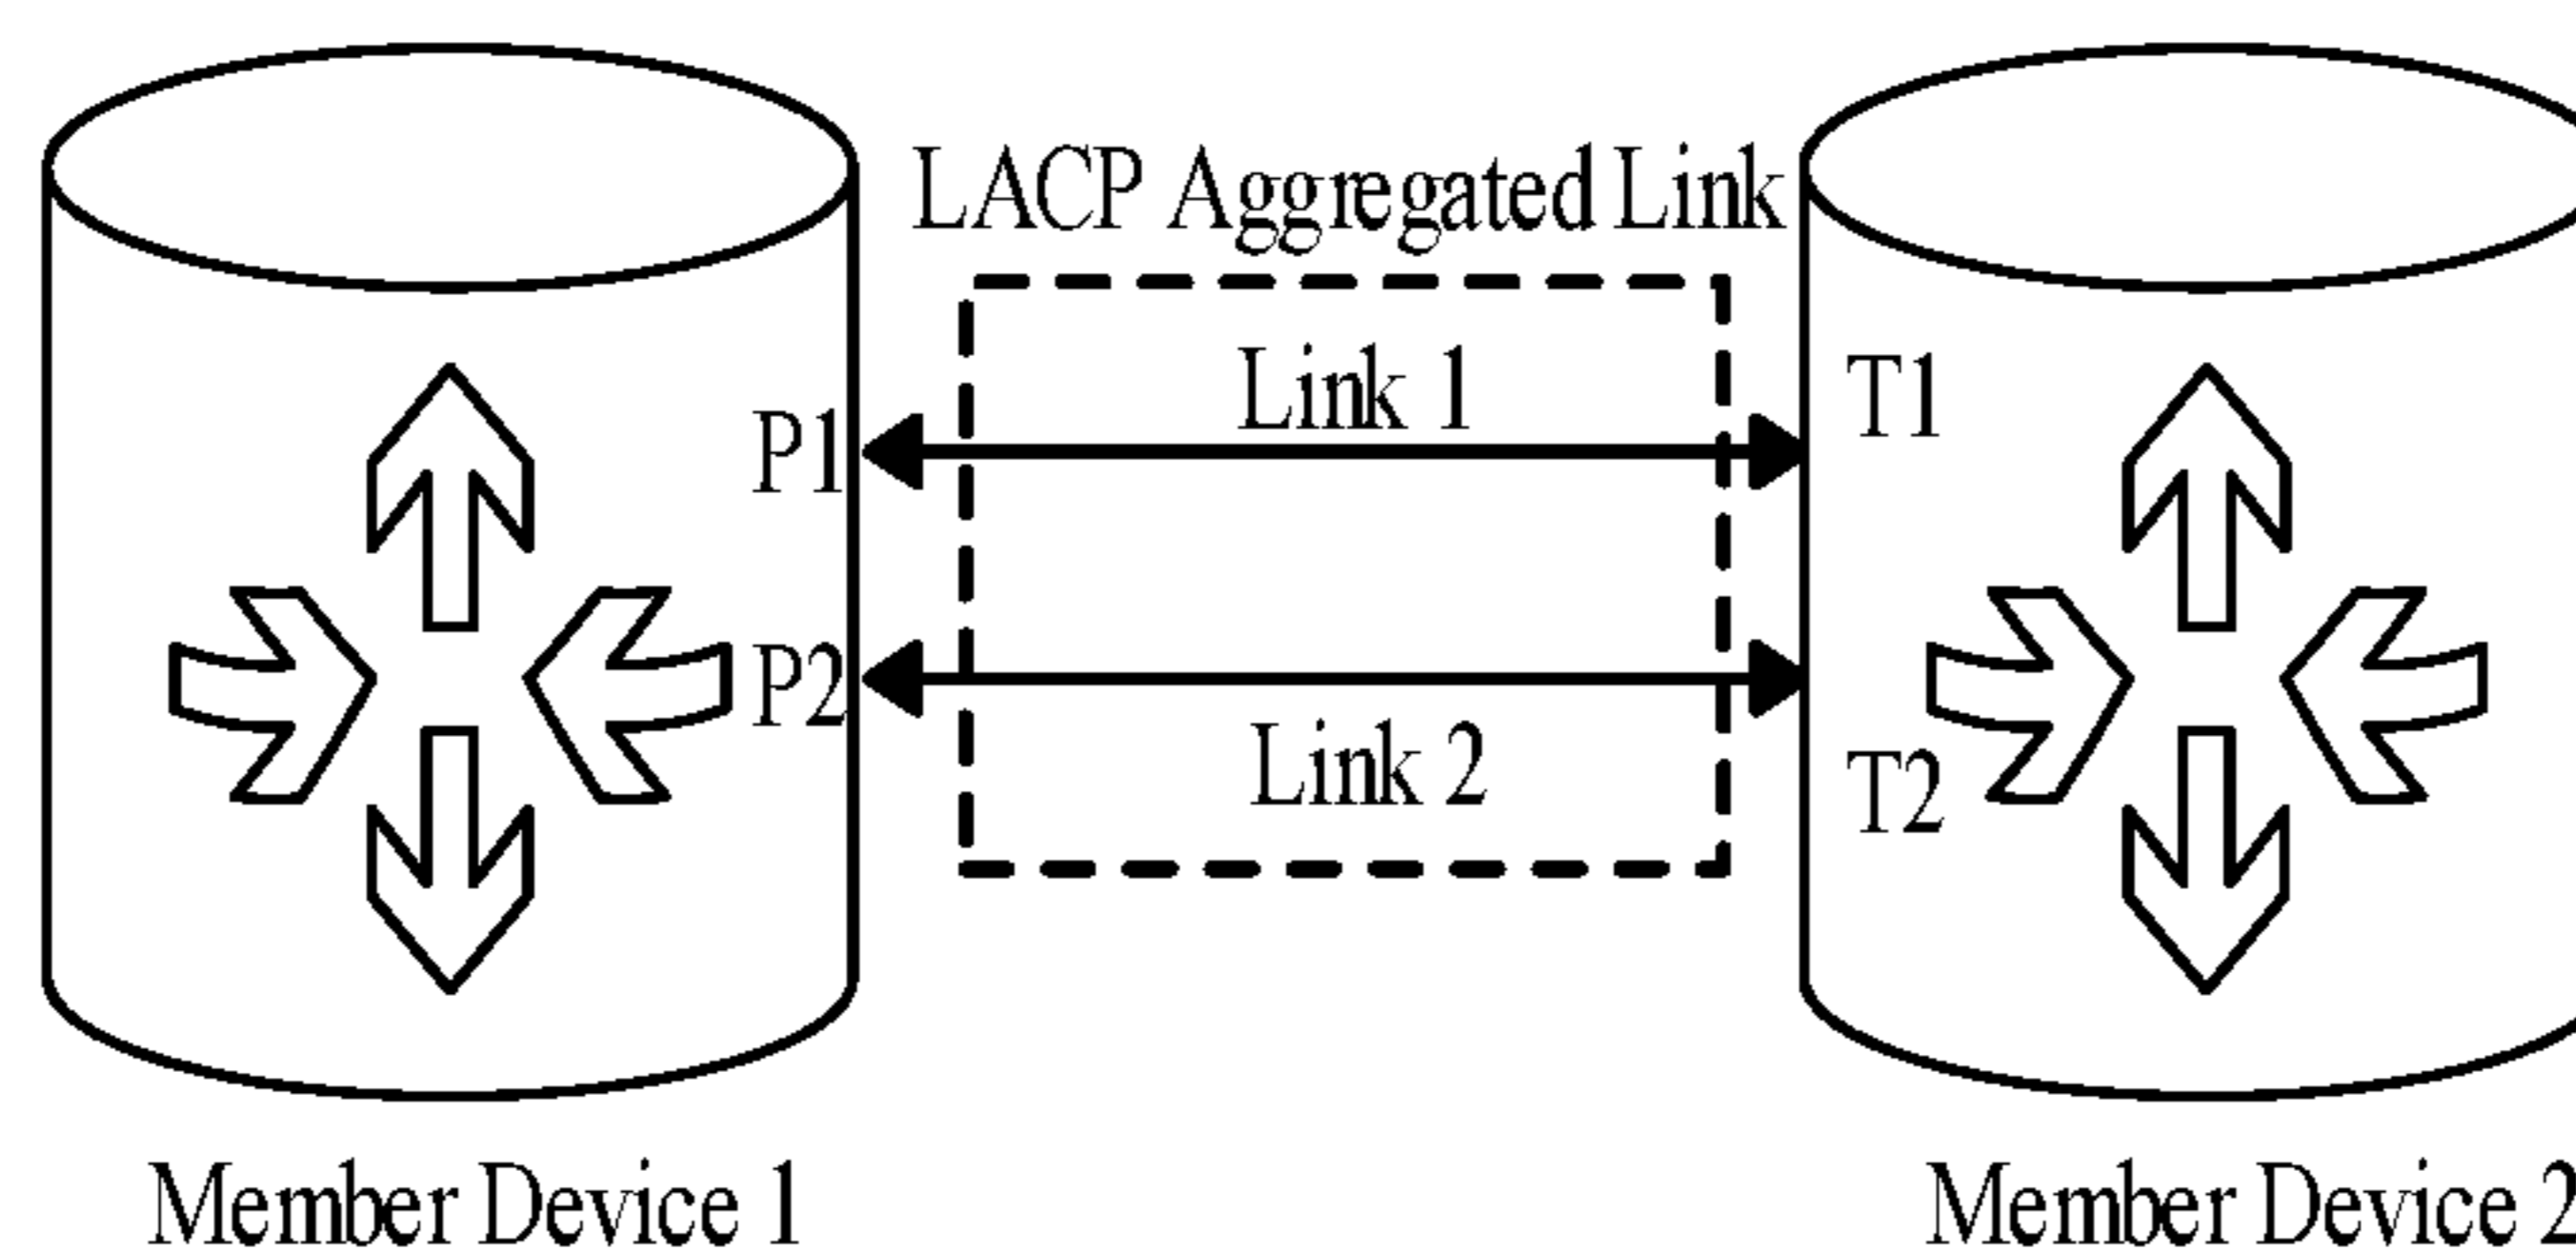 LACP Aggregated Link
Link 1
T1
P1
P2
Link 2
T2
Member Device 1
Member Device 2